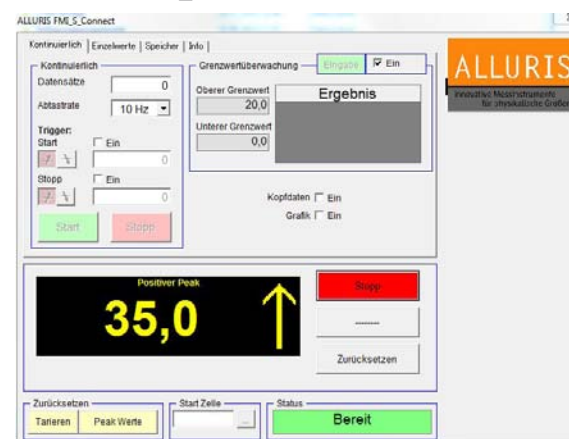 ALLURIS FMI_S_Connect
Kontinuierlich | Einzelwerte | Speicher | Info |
Kontinuierlich
Datensätze 0
Abtastrate 10 Hz
Trigger:
Start Ein
0
Stopp Ein
0
Start Stopp
Grenzwertüberwachung Eingabe Ein
Oberer Grenzwert
20,0
Unterer Grenzwert
0,0
Ergebnis
Kopfdaten Ein
Grafik Ein
ALLURIS
innovative Messinstrumente
für physikalische Größen
Positiver Peak
35,0
Stopp
--------
Zurücksetzen
Zurücksetzen
Tarieren Peak Werte
Start Zelle
...
Status
Bereit